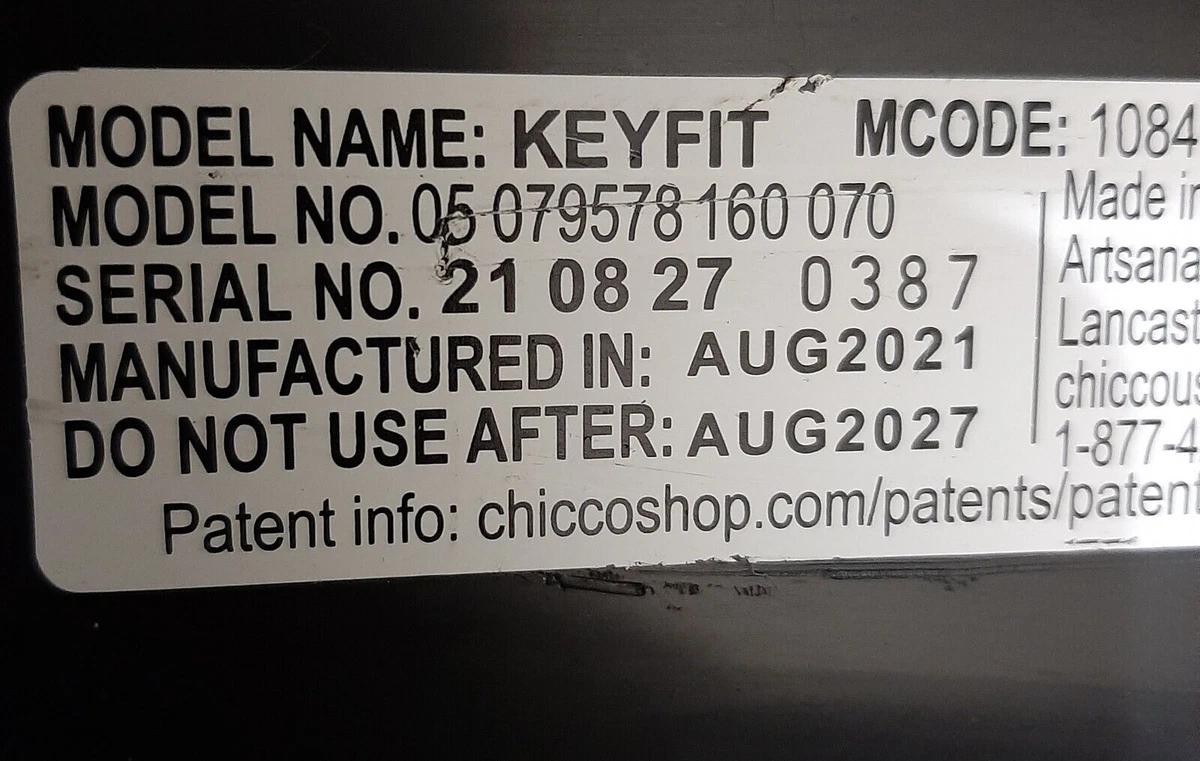 MODEL NAME: KEYFIT MCODE: 1084
MODEL NO. 05 079578 160 070
SERIAL NO. 21 08 27 0387
MANUFACTURED IN: AUG2021
DO NOT USE AFTER: AUG2027
Made in
Artsana
Lancast
chiccous
1-877-4
Patent info: chiccoshop.com/patents/patent